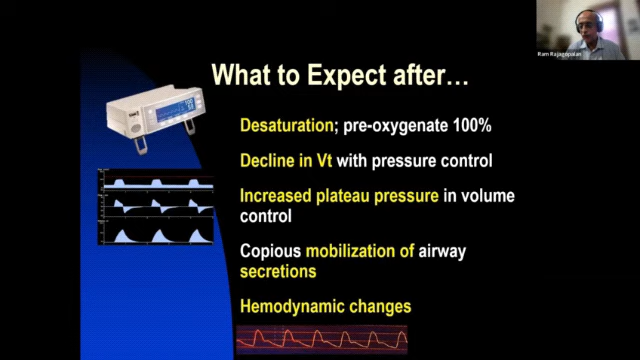 Ram Rajagopalan
What to Expect after…
Desaturation; pre-oxygenate 100%
Decline in Vt with pressure control
Increased plateau pressure in volume
control
Copious mobilization of airway
secretions
Hemodynamic changes